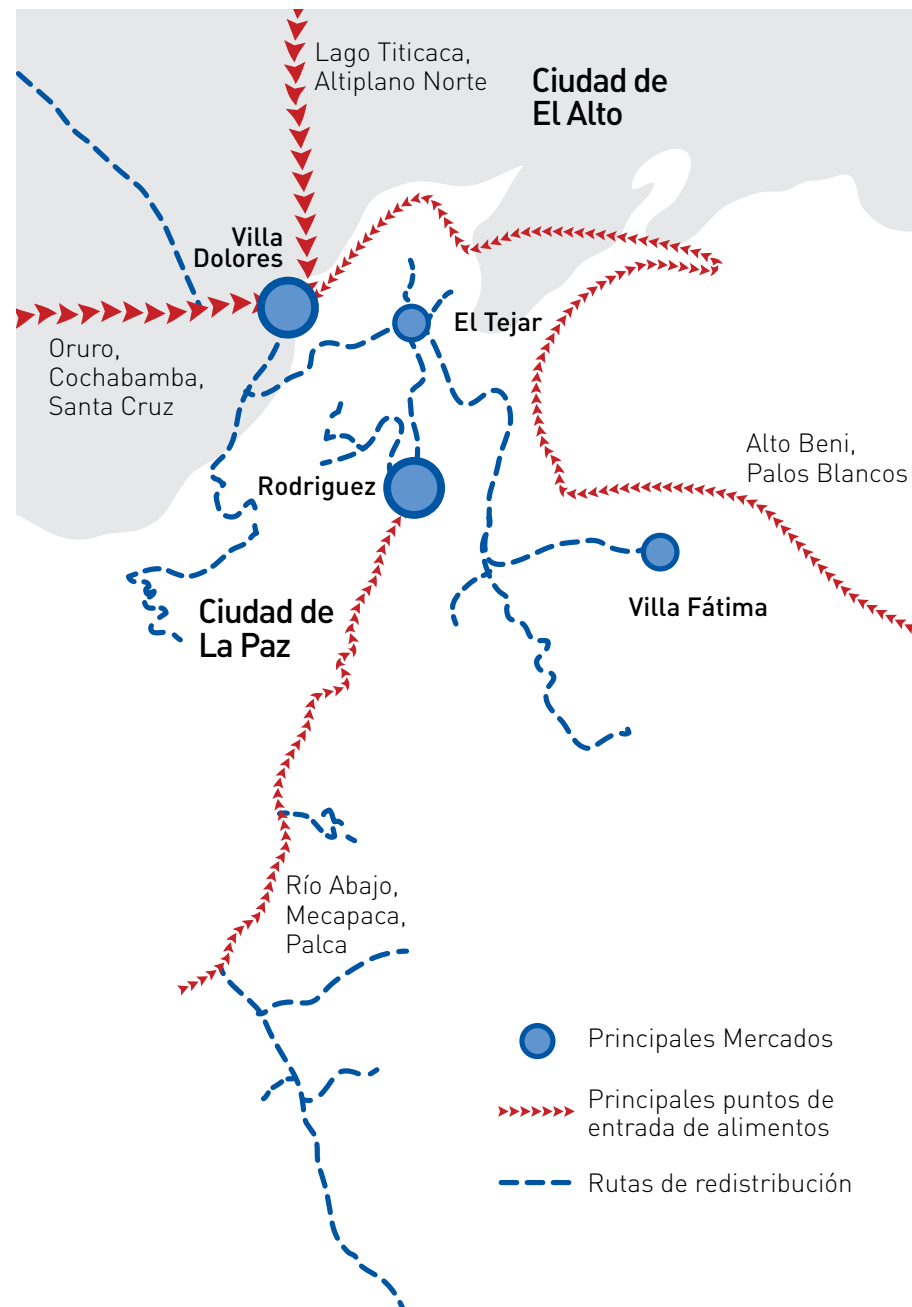 Lago Titicaca,
Altiplano Norte
Ciudad de
El Alto
Villa
Dolores
El Tejar
Oruro,
Cochabamba,
Santa Cruz
Alto Beni,
Palos Blancos
Rodriguez
Villa Fátima
Ciudad de
La Paz
Río Abajo,
Mecapaca,
Palca
Principales Mercados
Principales puntos de
entrada de alimentos
Rutas de redistribución